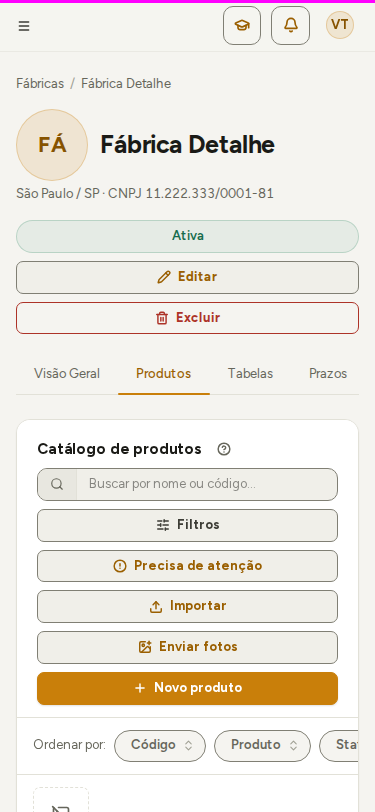 VT
Fábricas / Fábrica Detalhe
FÁ
Fábrica Detalhe
São Paulo / SP · CNPJ 11.222.333/0001-81
Ativa
Editar
Excluir
Visão Geral Produtos Tabelas Prazos
Catálogo de produtos
Buscar por nome ou código...
Filtros
Precisa de atenção
Importar
Enviar fotos
+ Novo produto
Ordenar por: Código Produto